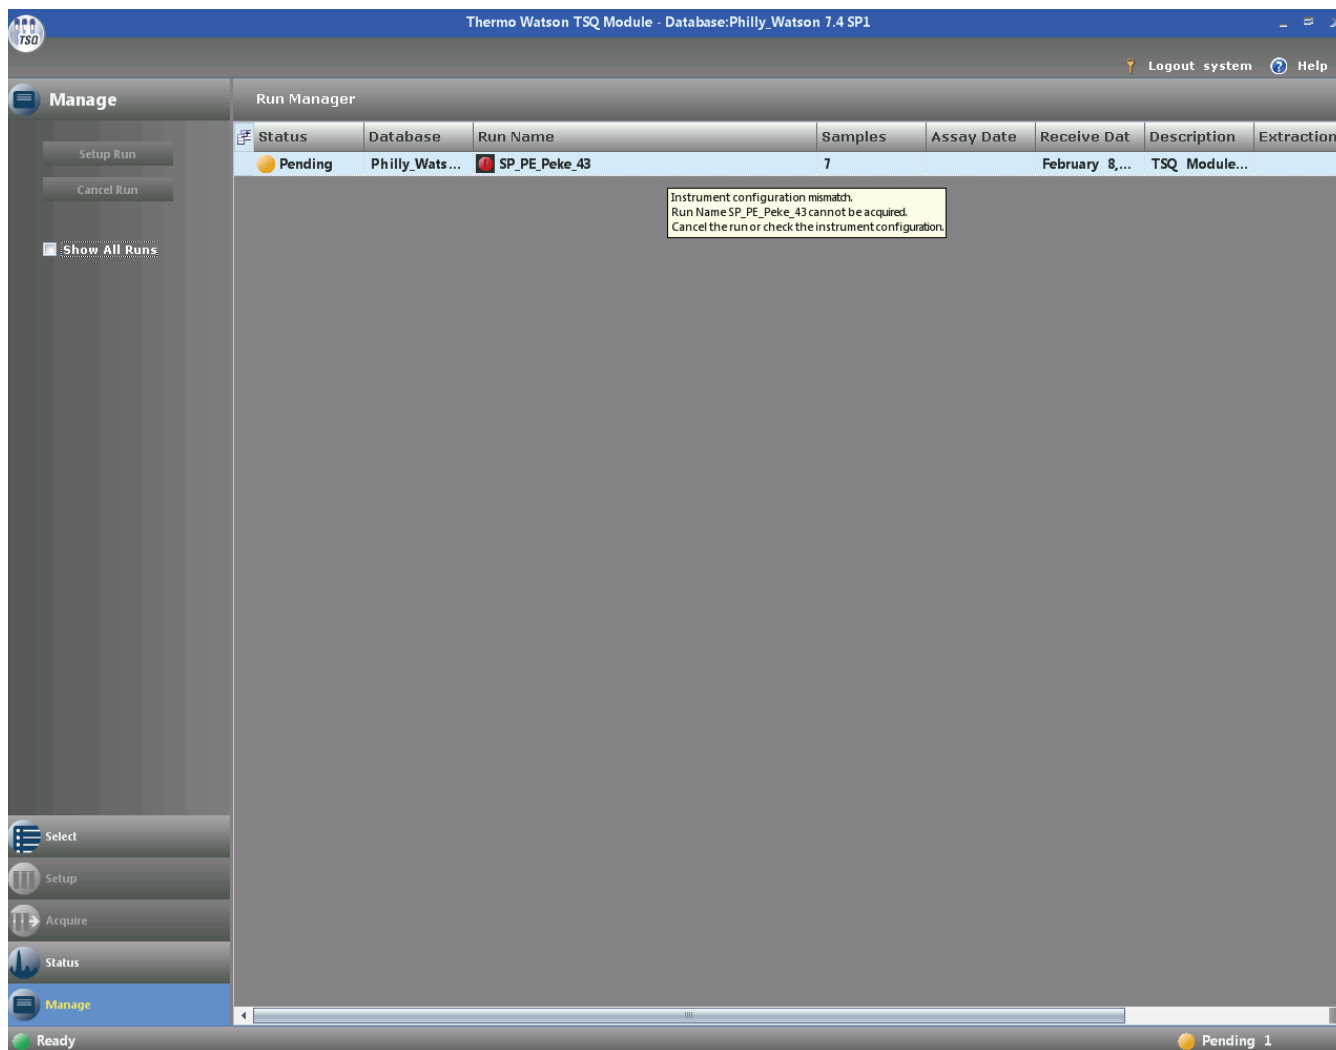 Thermo Watson TSQ Module - Database:Philly_Watson 7.4 SP1
TSQ
Logout system Help
Manage
Run Manager
Setup Run
Cancel Run
Show All Runs
Status Database Run Name Samples Assay Date Receive Dat Description Extraction
Pending Philly_Wats... SP_PE_Peke_43 7 February 8,... TSQ Module...
Instrument configuration mismatch.
Run Name SP_PE_Peke_43 cannot be acquired.
Cancel the run or check the instrument configuration.
Select
Setup
Acquire
Status
Manage
Ready Pending 1